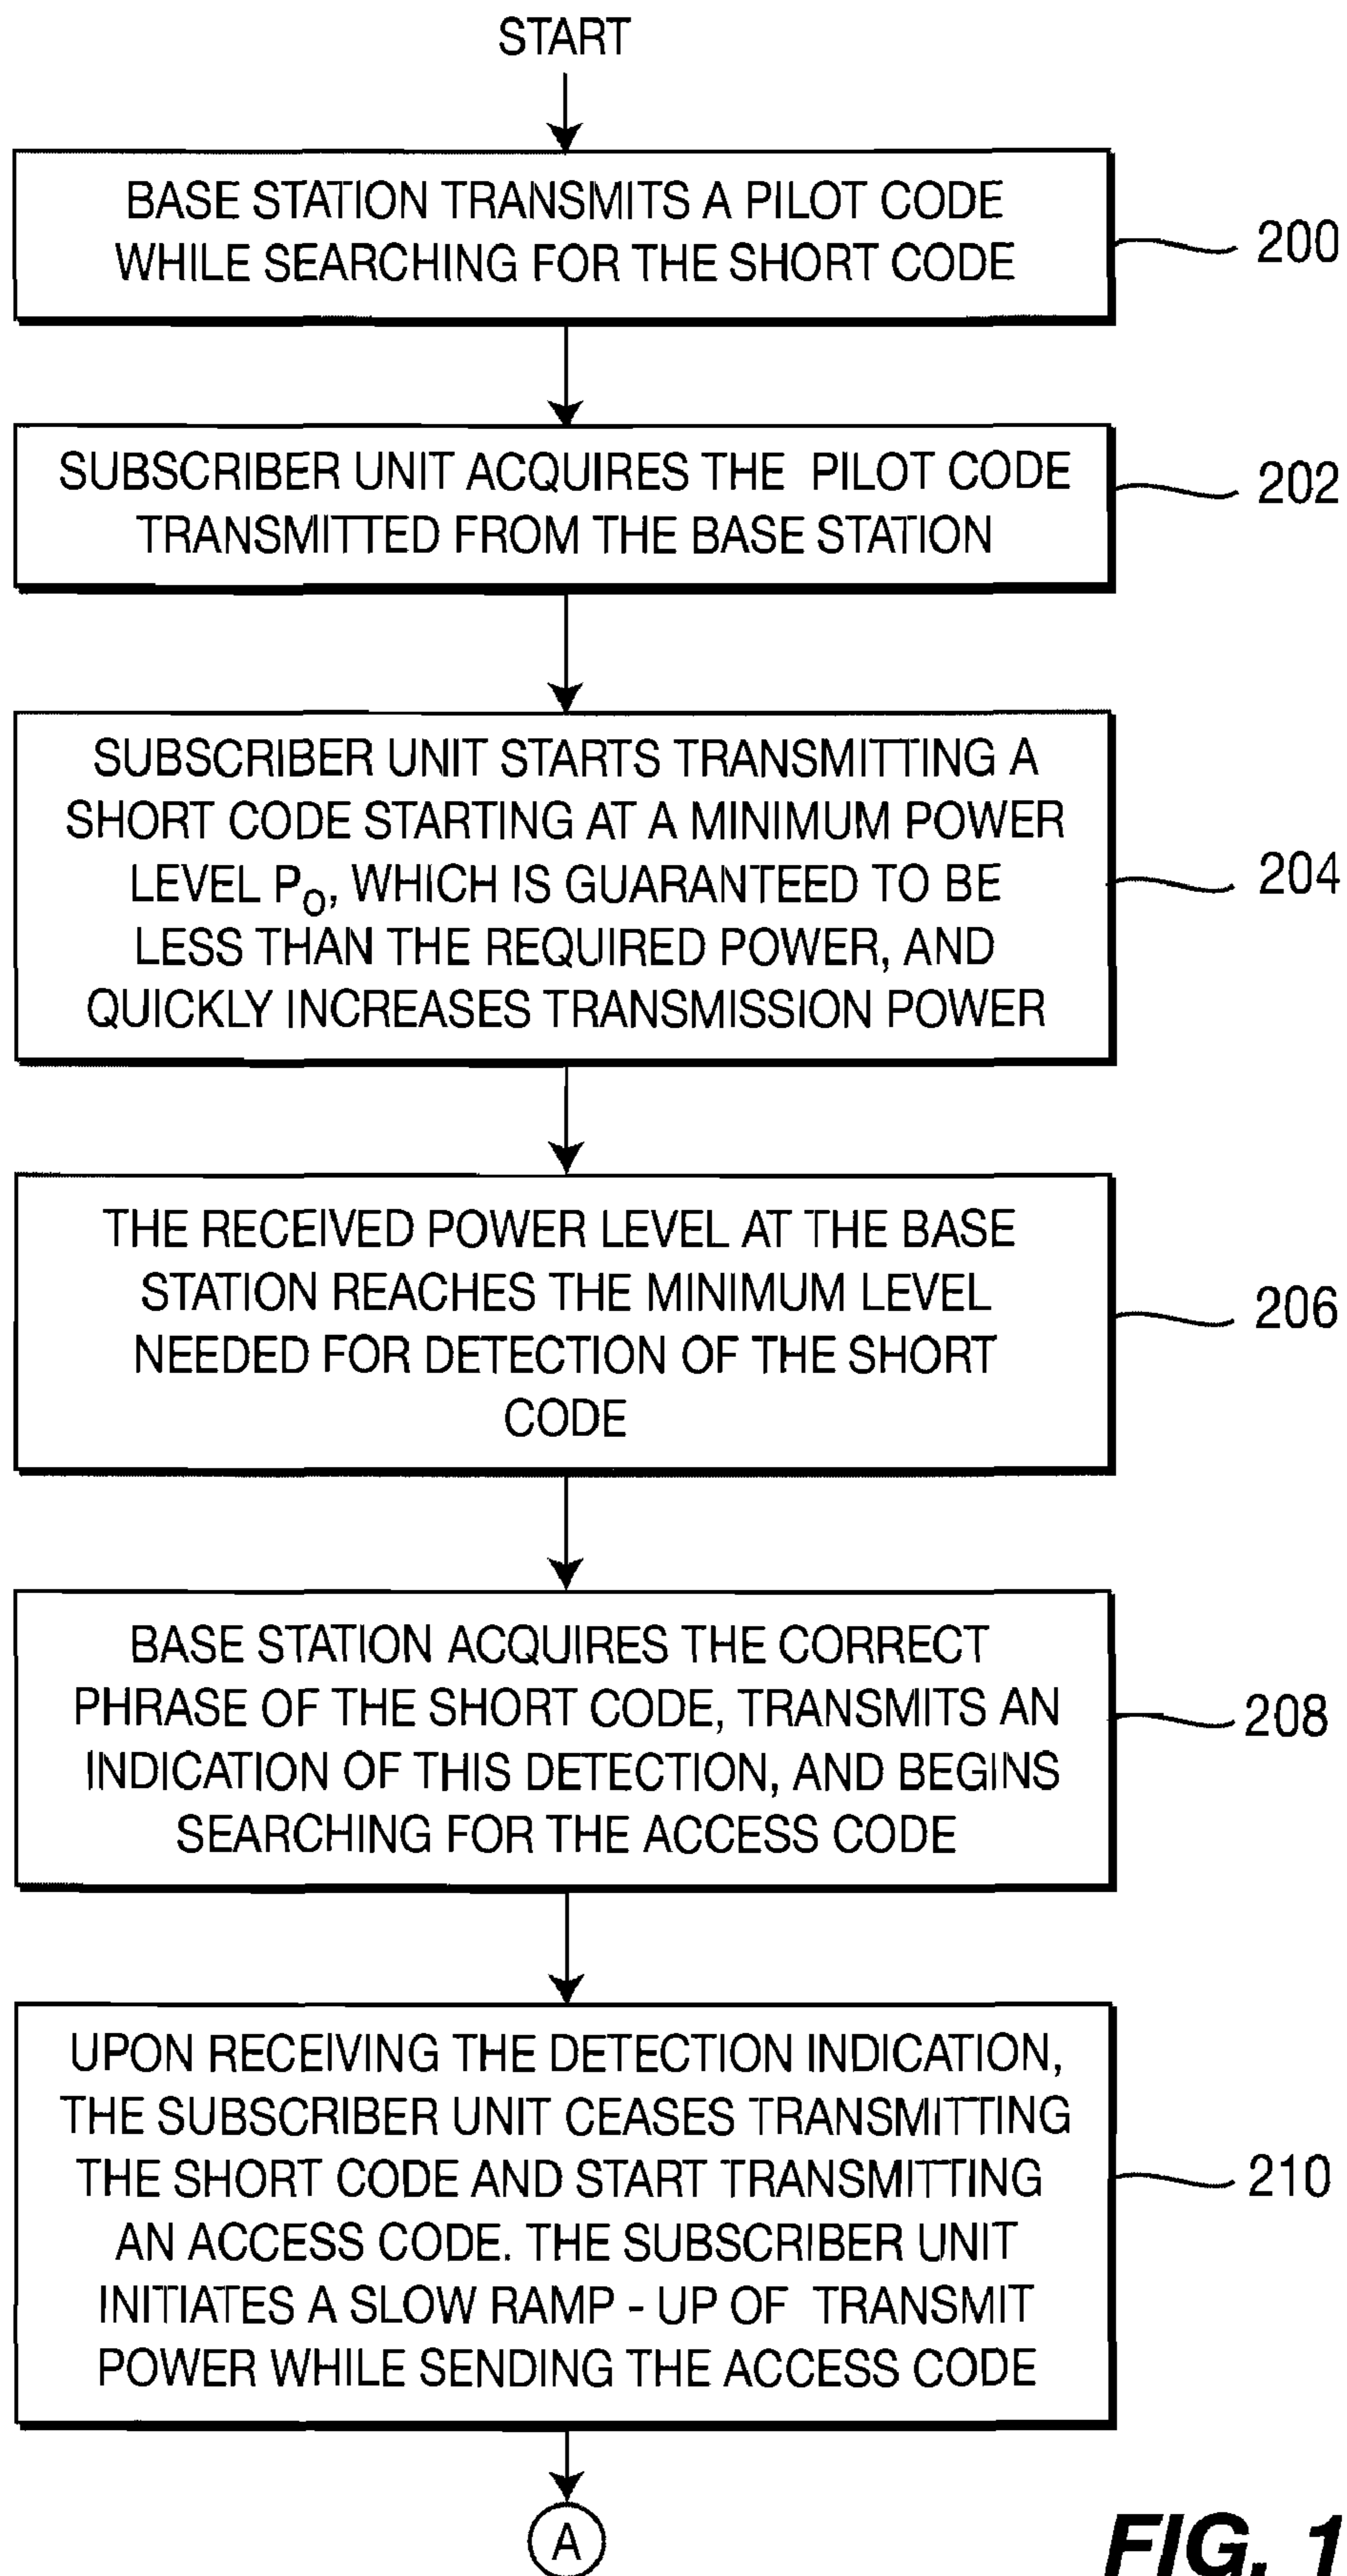 START
BASE STATION TRANSMITS A PILOT CODE
WHILE SEARCHING FOR THE SHORT CODE
200
SUBSCRIBER UNIT ACQUIRES THE PILOT CODE
TRANSMITTED FROM THE BASE STATION
202
SUBSCRIBER UNIT STARTS TRANSMITTING A
SHORT CODE STARTING AT A MINIMUM POWER
LEVEL PO, WHICH IS GUARANTEED TO BE
LESS THAN THE REQUIRED POWER, AND
QUICKLY INCREASES TRANSMISSION POWER
204
THE RECEIVED POWER LEVEL AT THE BASE
STATION REACHES THE MINIMUM LEVEL
NEEDED FOR DETECTION OF THE SHORT
CODE
206
BASE STATION ACQUIRES THE CORRECT
PHRASE OF THE SHORT CODE, TRANSMITS AN
INDICATION OF THIS DETECTION, AND BEGINS
SEARCHING FOR THE ACCESS CODE
208
UPON RECEIVING THE DETECTION INDICATION,
THE SUBSCRIBER UNIT CEASES TRANSMITTING
THE SHORT CODE AND START TRANSMITTING
AN ACCESS CODE. THE SUBSCRIBER UNIT
INITIATES A SLOW RAMP - UP OF TRANSMIT
POWER WHILE SENDING THE ACCESS CODE
210
A
FIG. 1